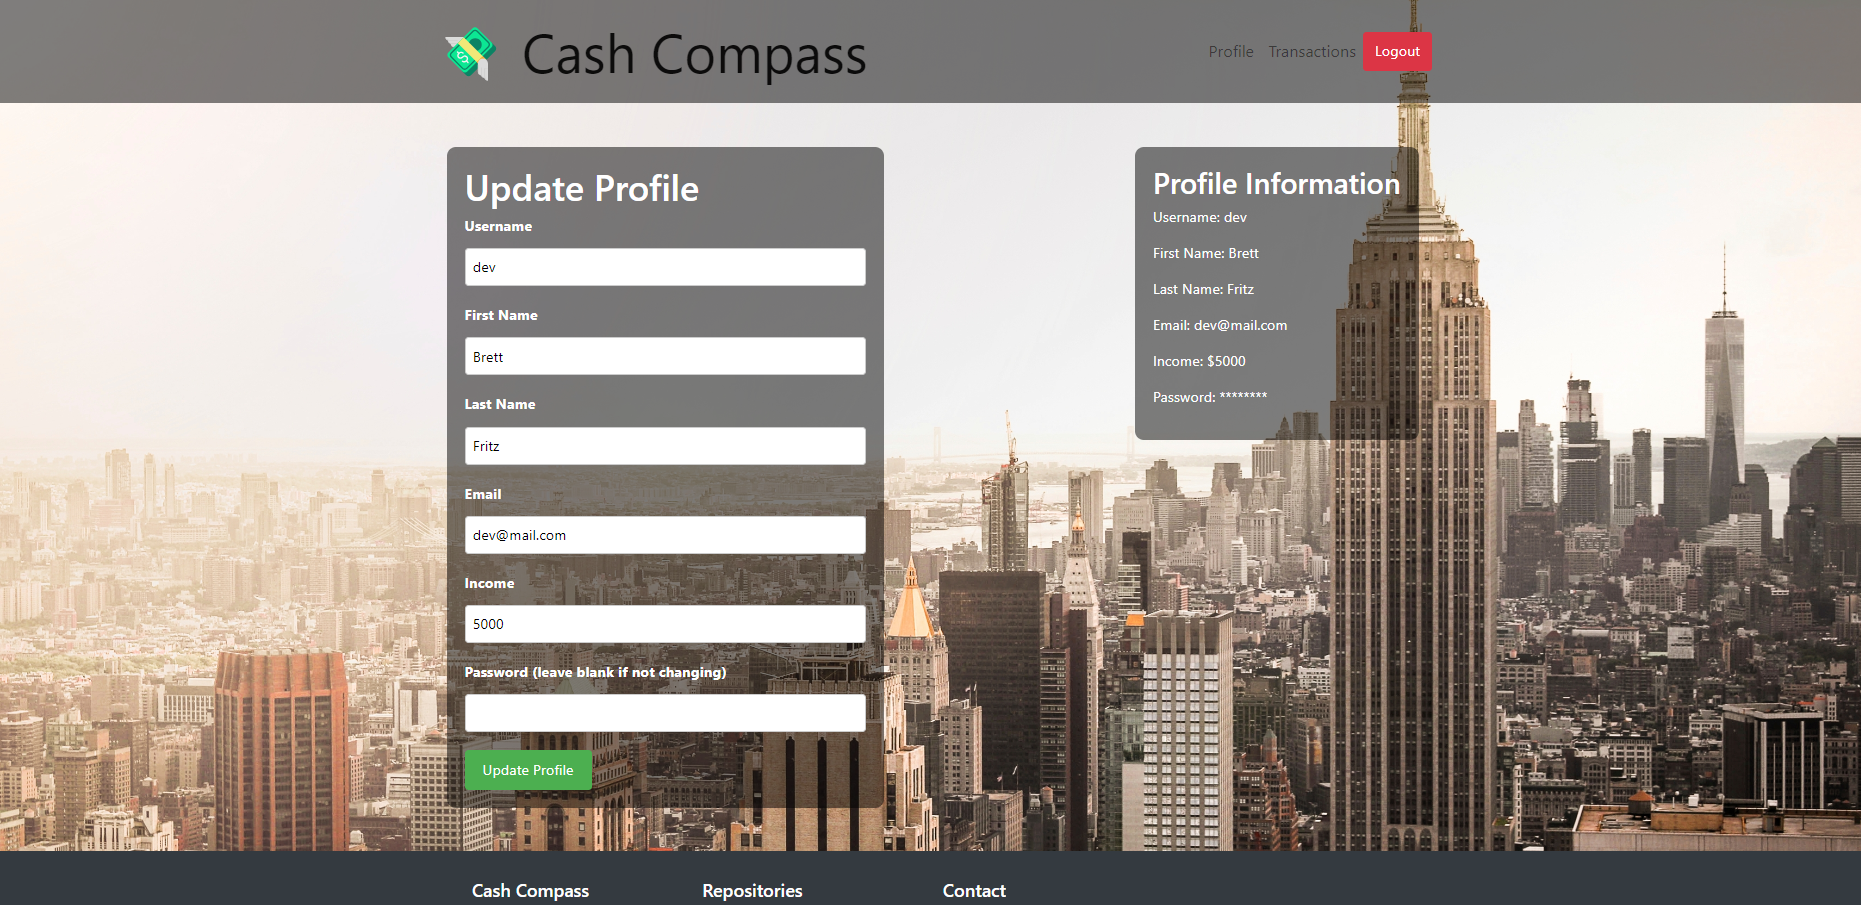 Cash Compass
Profile Transactions Logout
Update Profile
Username
dev
First Name
Brett
Last Name
Fritz
Email
dev@mail.com
Income
5000
Password (leave blank if not changing)
Update Profile
Profile Information
Username: dev
First Name: Brett
Last Name: Fritz
Email: dev@mail.com
Income: $5000
Password: ********
Cash Compass
Repositories
Contact